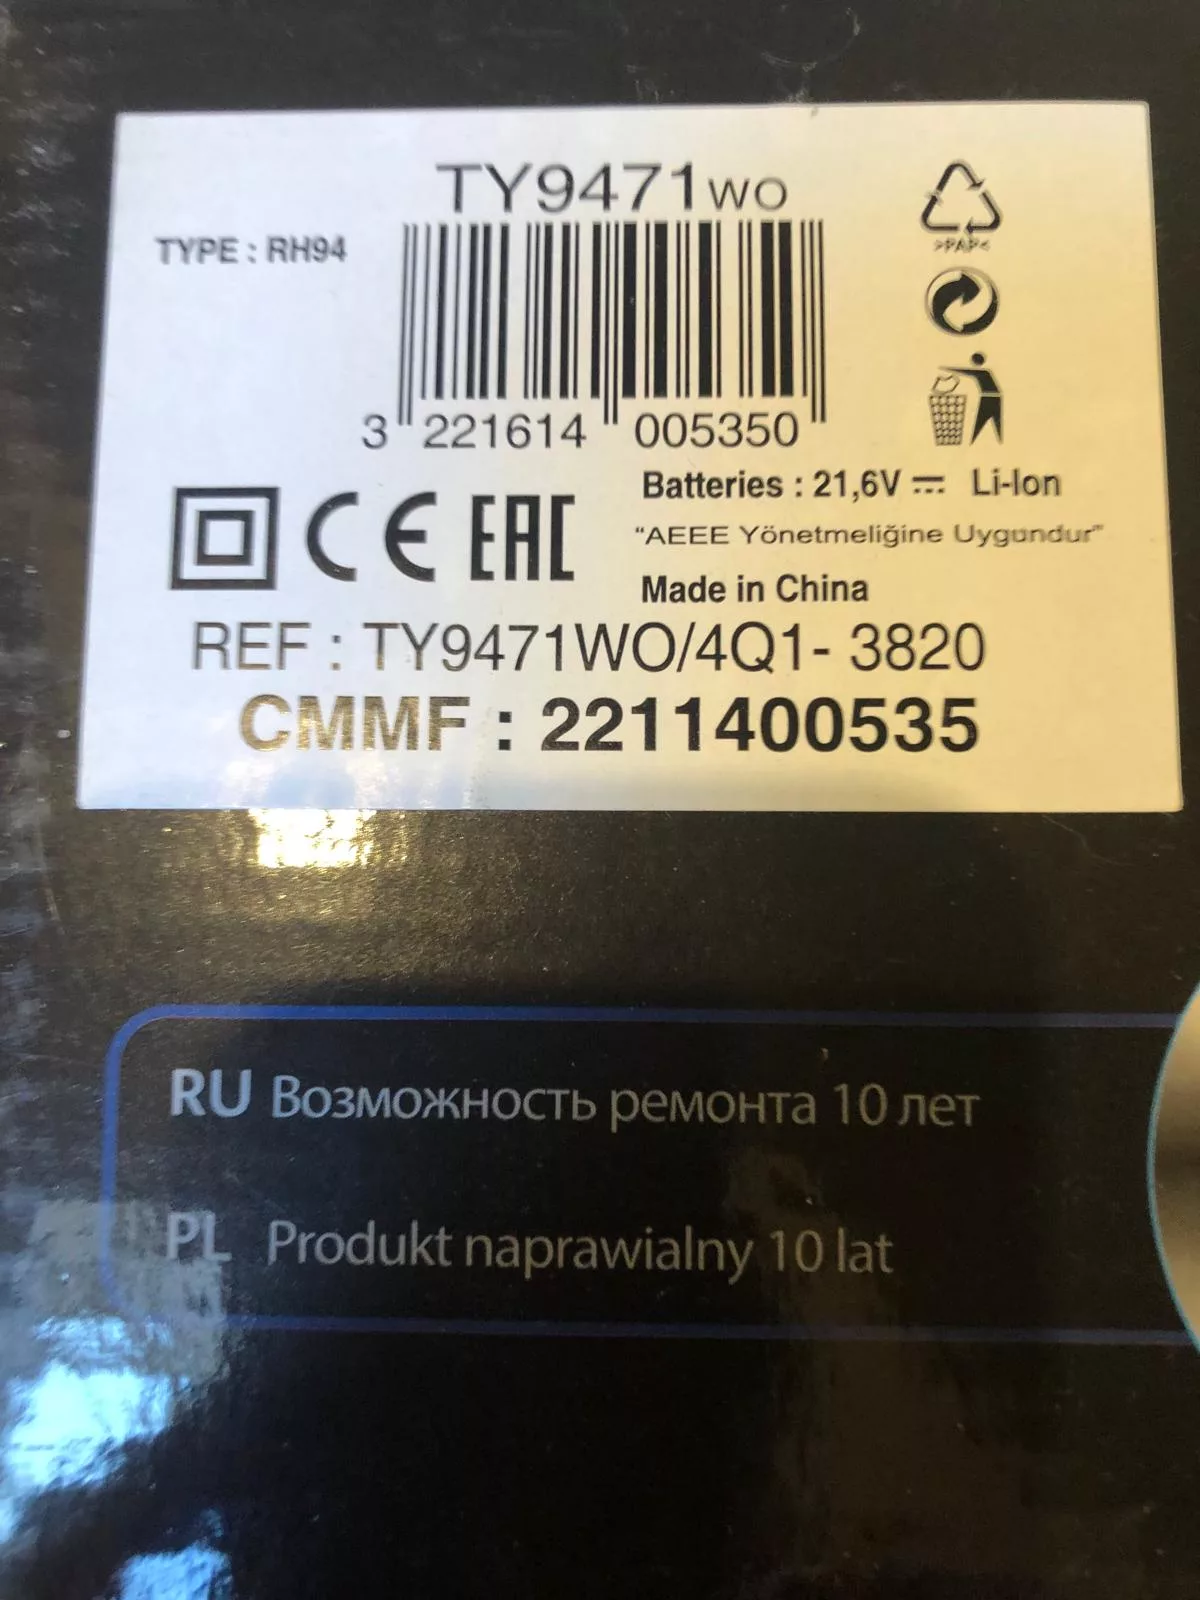 TY9471WO
TYPE : RH94
>PAP<
3 221614 005350
Batteries : 21,6V Li-Ion
"AEEE Yönetmeliğine Uygundur"
CE EAC
Made in China
REF : TY9471WO/4Q1- 3820
CMMF : 2211400535
RU Возможность ремонта 10 лет
PL Produkt naprawialny 10 lat